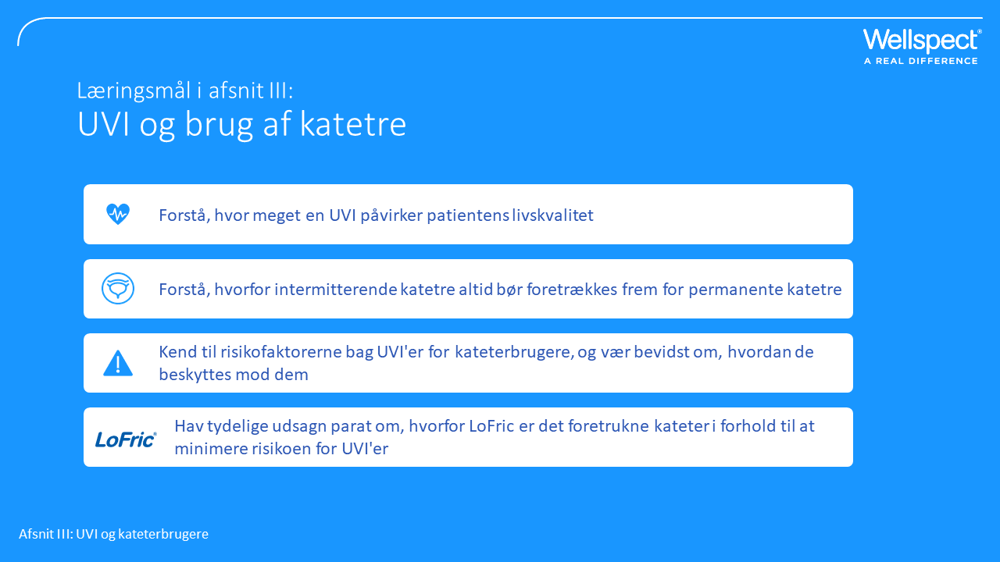 Wellspect®
A REAL DIFFERENCE
Læringsmål i afsnit III:
UVI og brug af katetre
Forstå, hvor meget en UVI påvirker patientens livskvalitet
Forstå, hvorfor intermitterende katetre altid bør foretrækkes frem for permanente katetre
Kend til risikofaktorerne bag UVI'er for kateterbrugere, og vær bevidst om, hvordan de
beskyttes mod dem
LoFric®
Hav tydelige udsagn parat om, hvorfor LoFric er det foretrukne kateter i forhold til at
minimere risikoen for UVI'er
Afsnit III: UVI og kateterbrugere